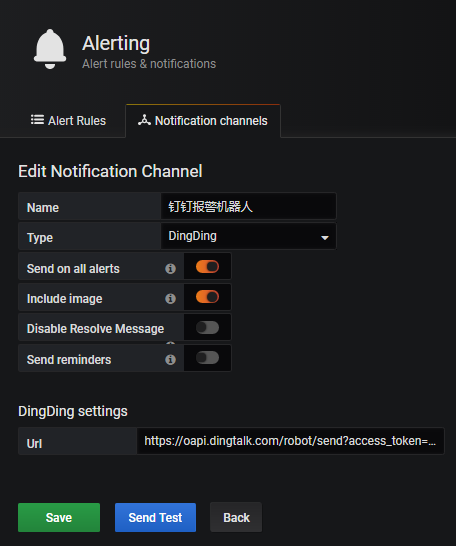 Alerting
Alert rules & notifications
Alert Rules
Notification channels
Edit Notification Channel
Name 钉钉报警机器人
Type DingDing
Send on all alerts
Include image
Disable Resolve Message
Send reminders
DingDing settings
Url https://oapi.dingtalk.com/robot/send?access_token=...
Save Send Test Back